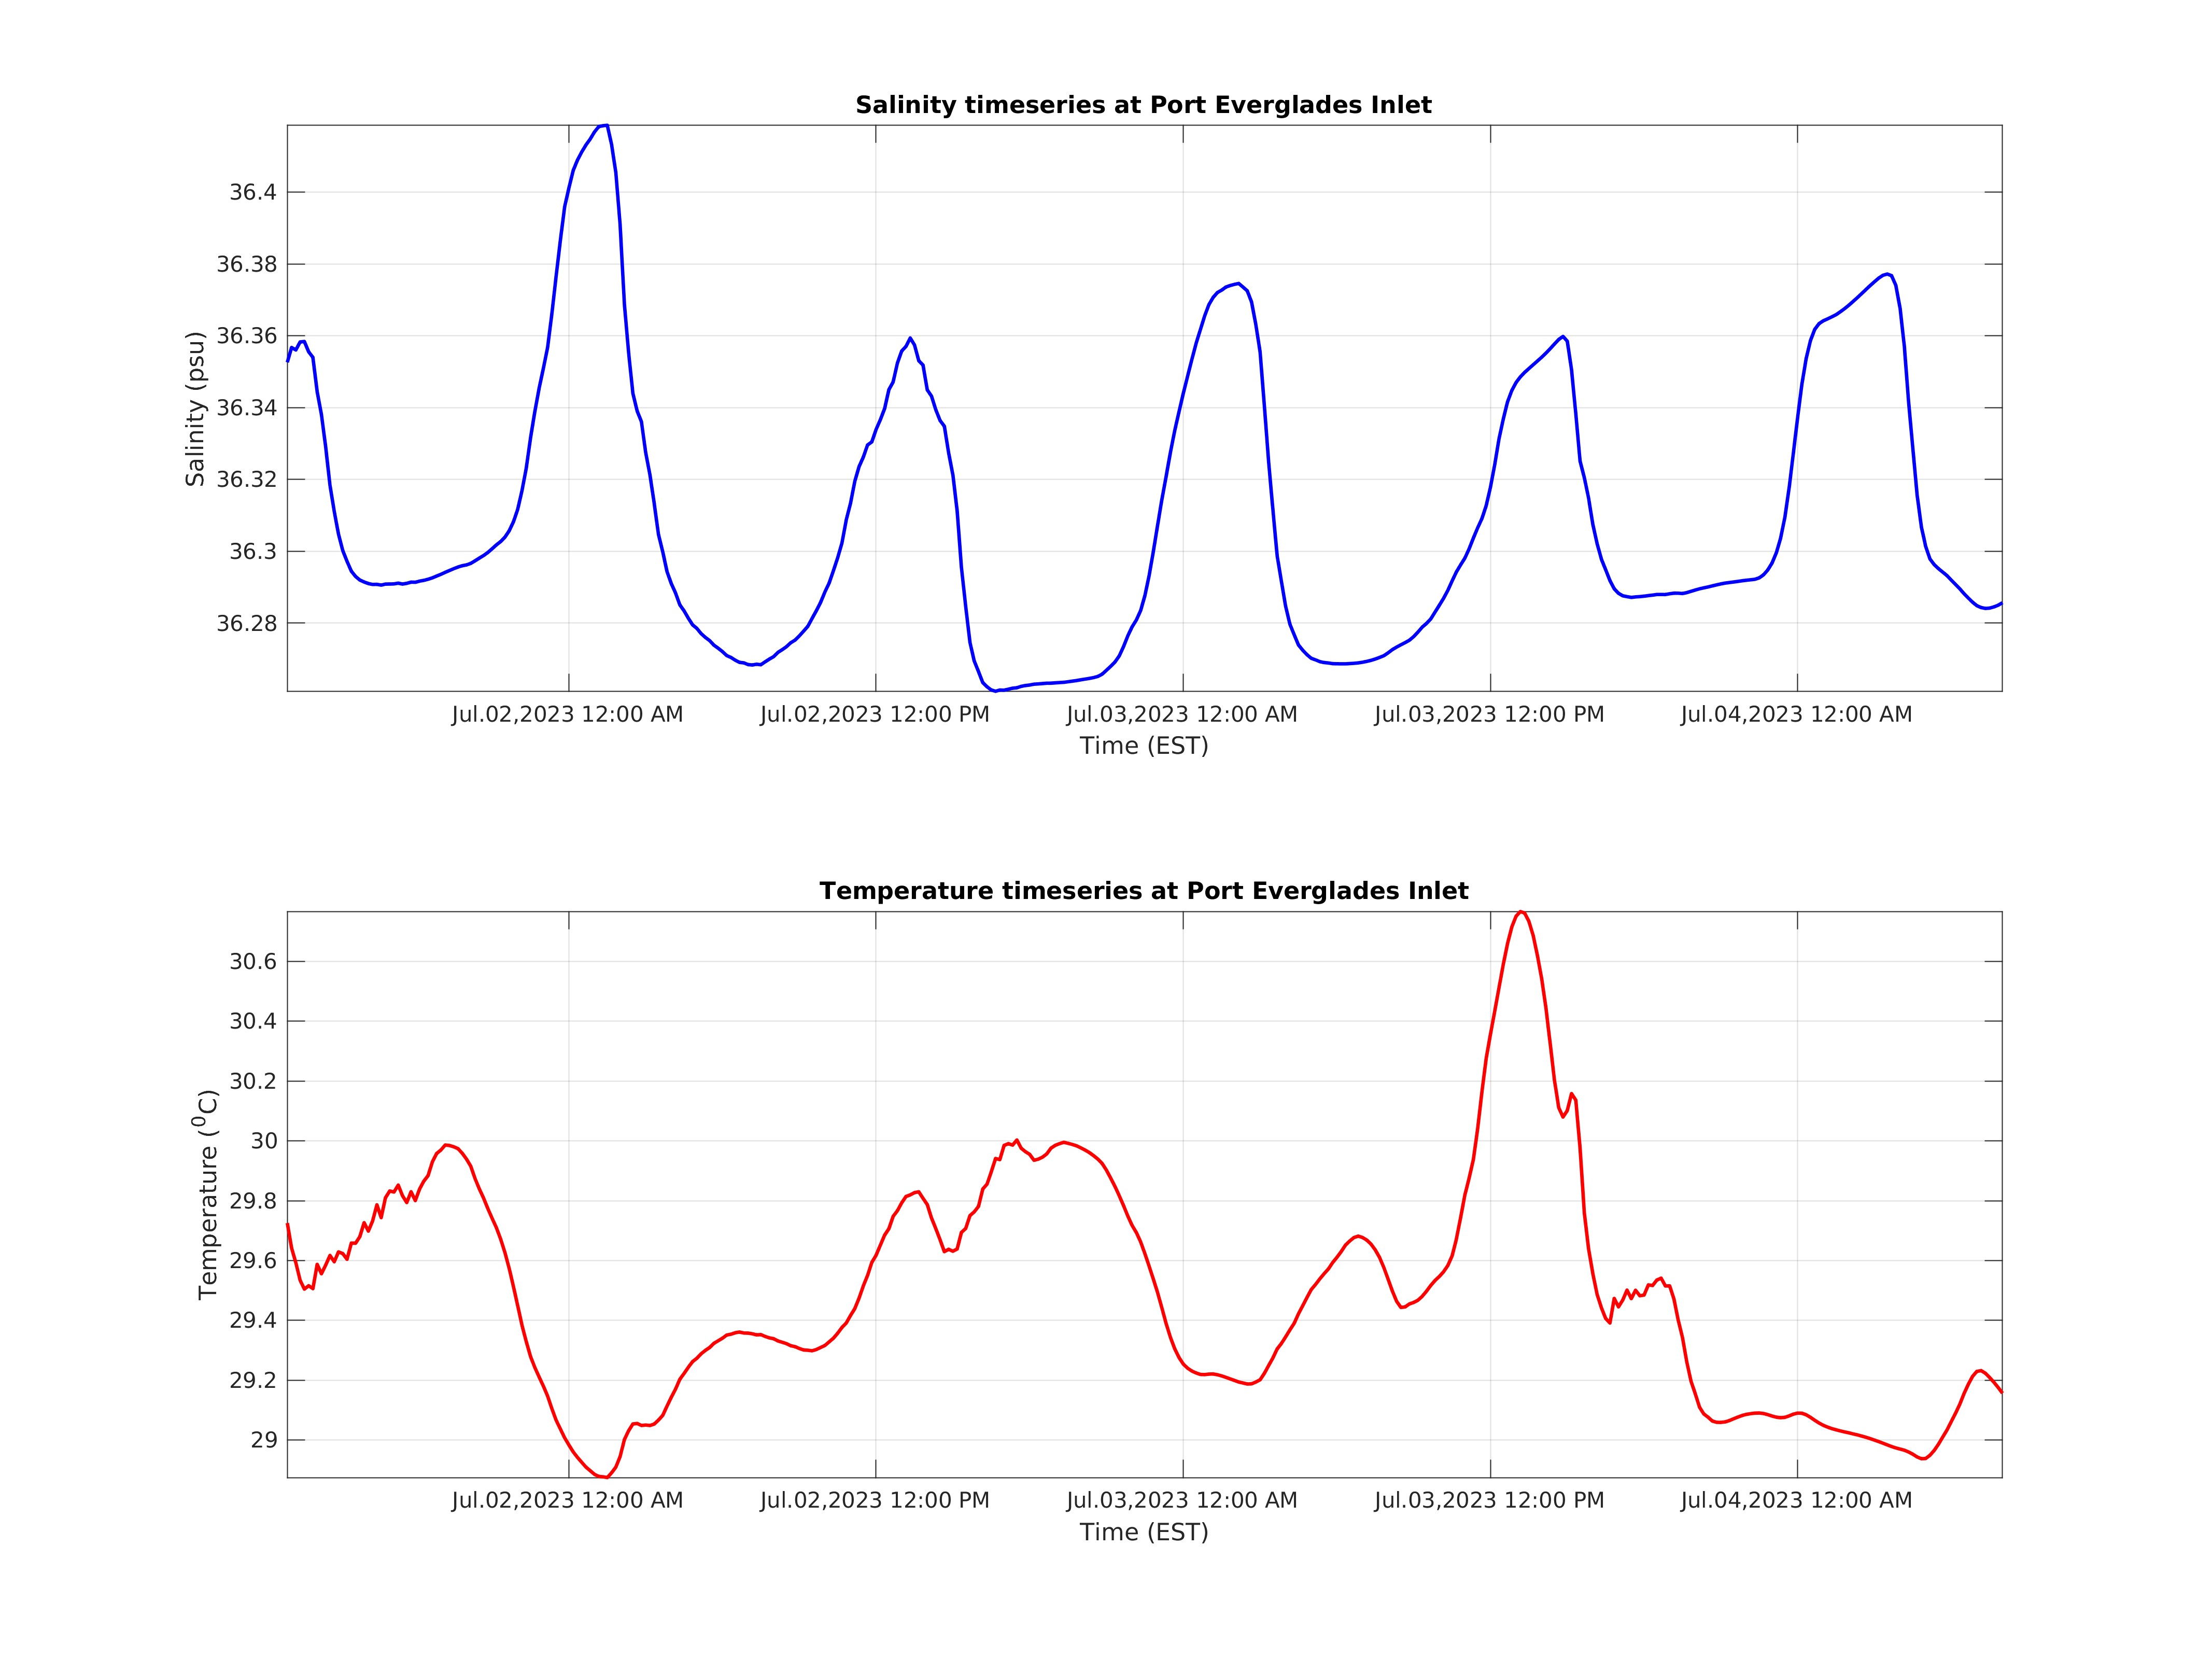 Salinity timeseries at Port Everglades Inlet
36.4
36.38
36.36
36.34
36.32
36.3
36.28
Salinity (psu)
Jul.02,2023 12:00 AM Jul.02,2023 12:00 PM Jul.03,2023 12:00 AM Jul.03,2023 12:00 PM Jul.04,2023 12:00 AM
Time (EST)
Temperature timeseries at Port Everglades Inlet
30.6
30.4
30.2
30
29.8
29.6
29.4
29.2
29
Temperature (⁰C)
Jul.02,2023 12:00 AM Jul.02,2023 12:00 PM Jul.03,2023 12:00 AM Jul.03,2023 12:00 PM Jul.04,2023 12:00 AM
Time (EST)